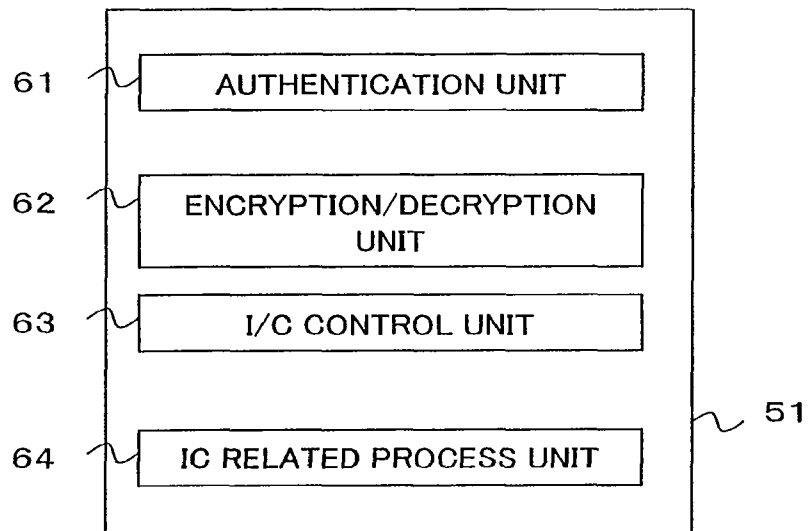 61 AUTHENTICATION UNIT
62 ENCRYPTION/DECRYPTION
UNIT
63 I/C CONTROL UNIT
51
64 IC RELATED PROCESS UNIT